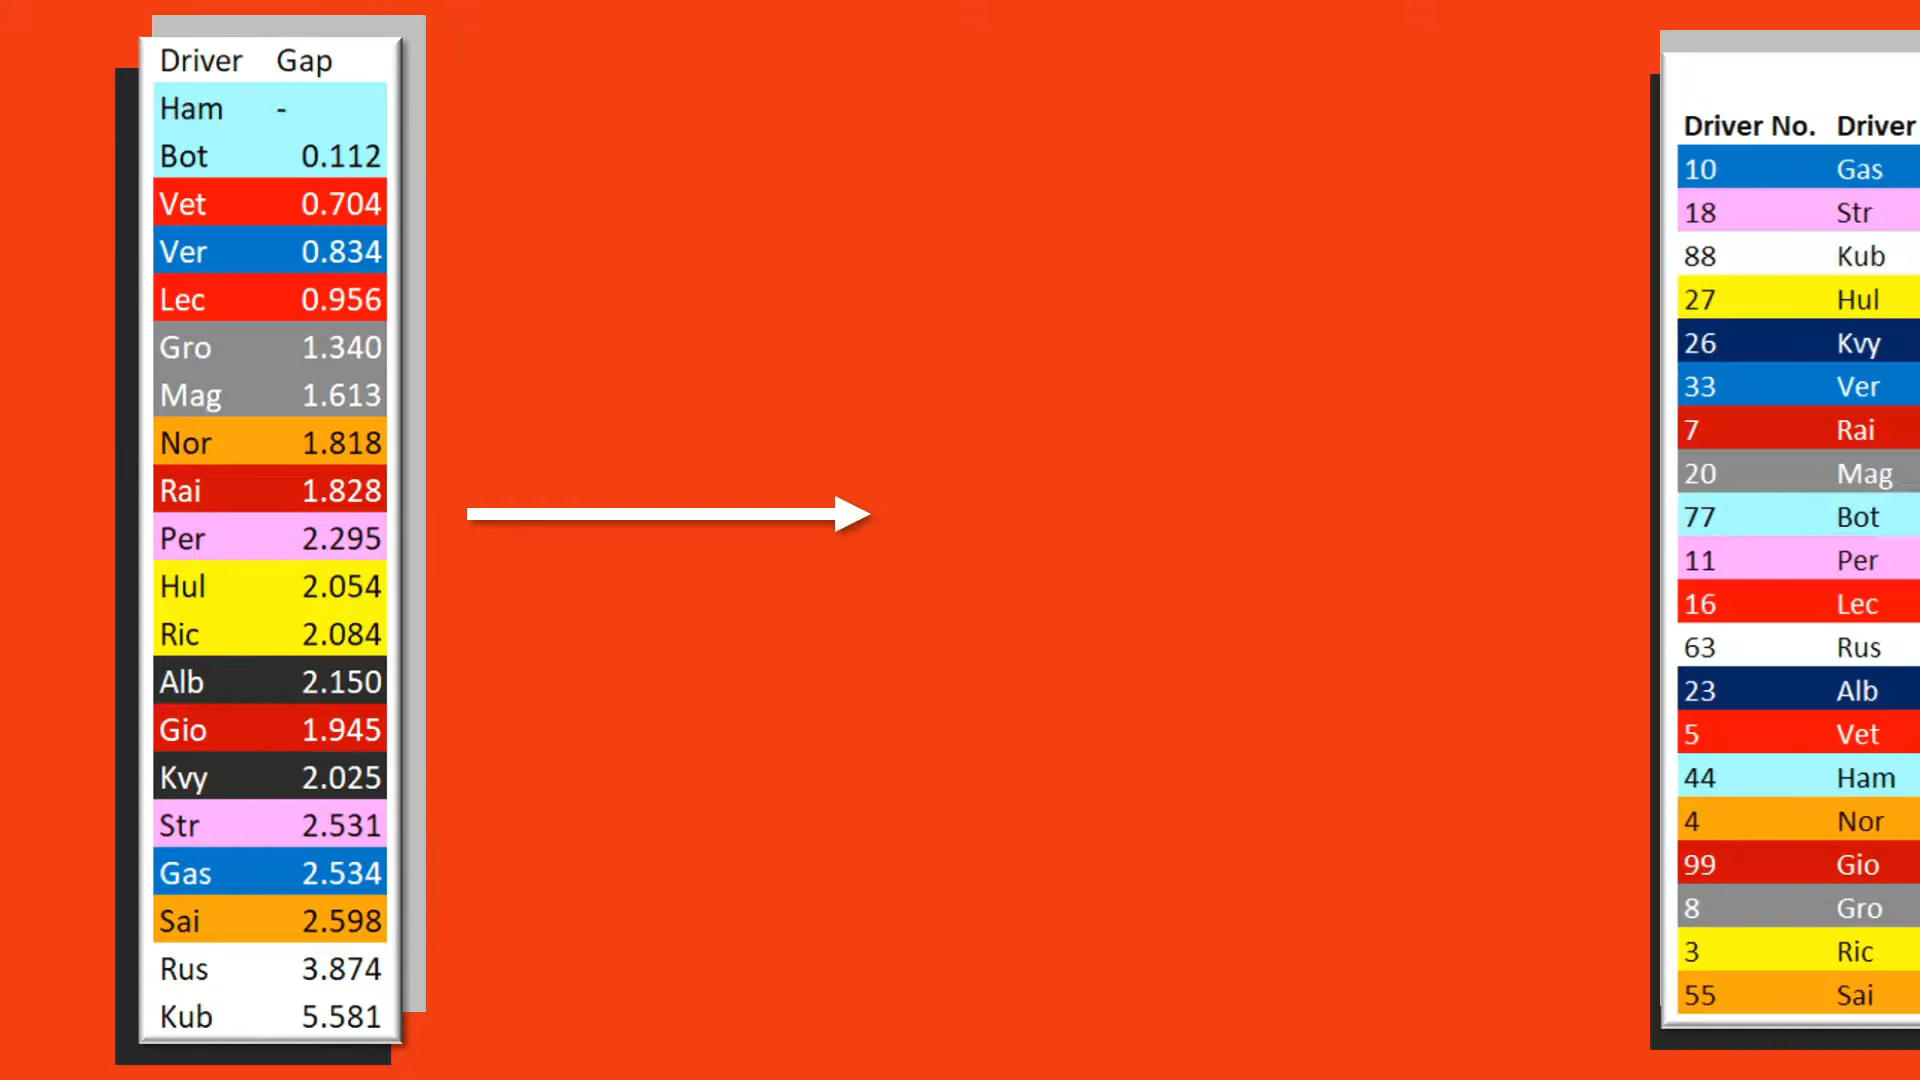 Driver Gap
Ham -
Bot 0.112
Vet 0.704
Ver 0.834
Lec 0.956
Gro 1.340
Mag 1.613
Nor 1.818
Rai 1.828
Per 2.295
Hul 2.054
Ric 2.084
Alb 2.150
Gio 1.945
Kvy 2.025
Str 2.531
Gas 2.534
Sai 2.598
Rus 3.874
Kub 5.581
Driver No. Driver
10 Gas
18 Str
88 Kub
27 Hul
26 Kvy
33 Ver
7 Rai
20 Mag
77 Bot
11 Per
16 Lec
63 Rus
23 Alb
5 Vet
44 Ham
4 Nor
99 Gio
8 Gro
3 Ric
55 Sai